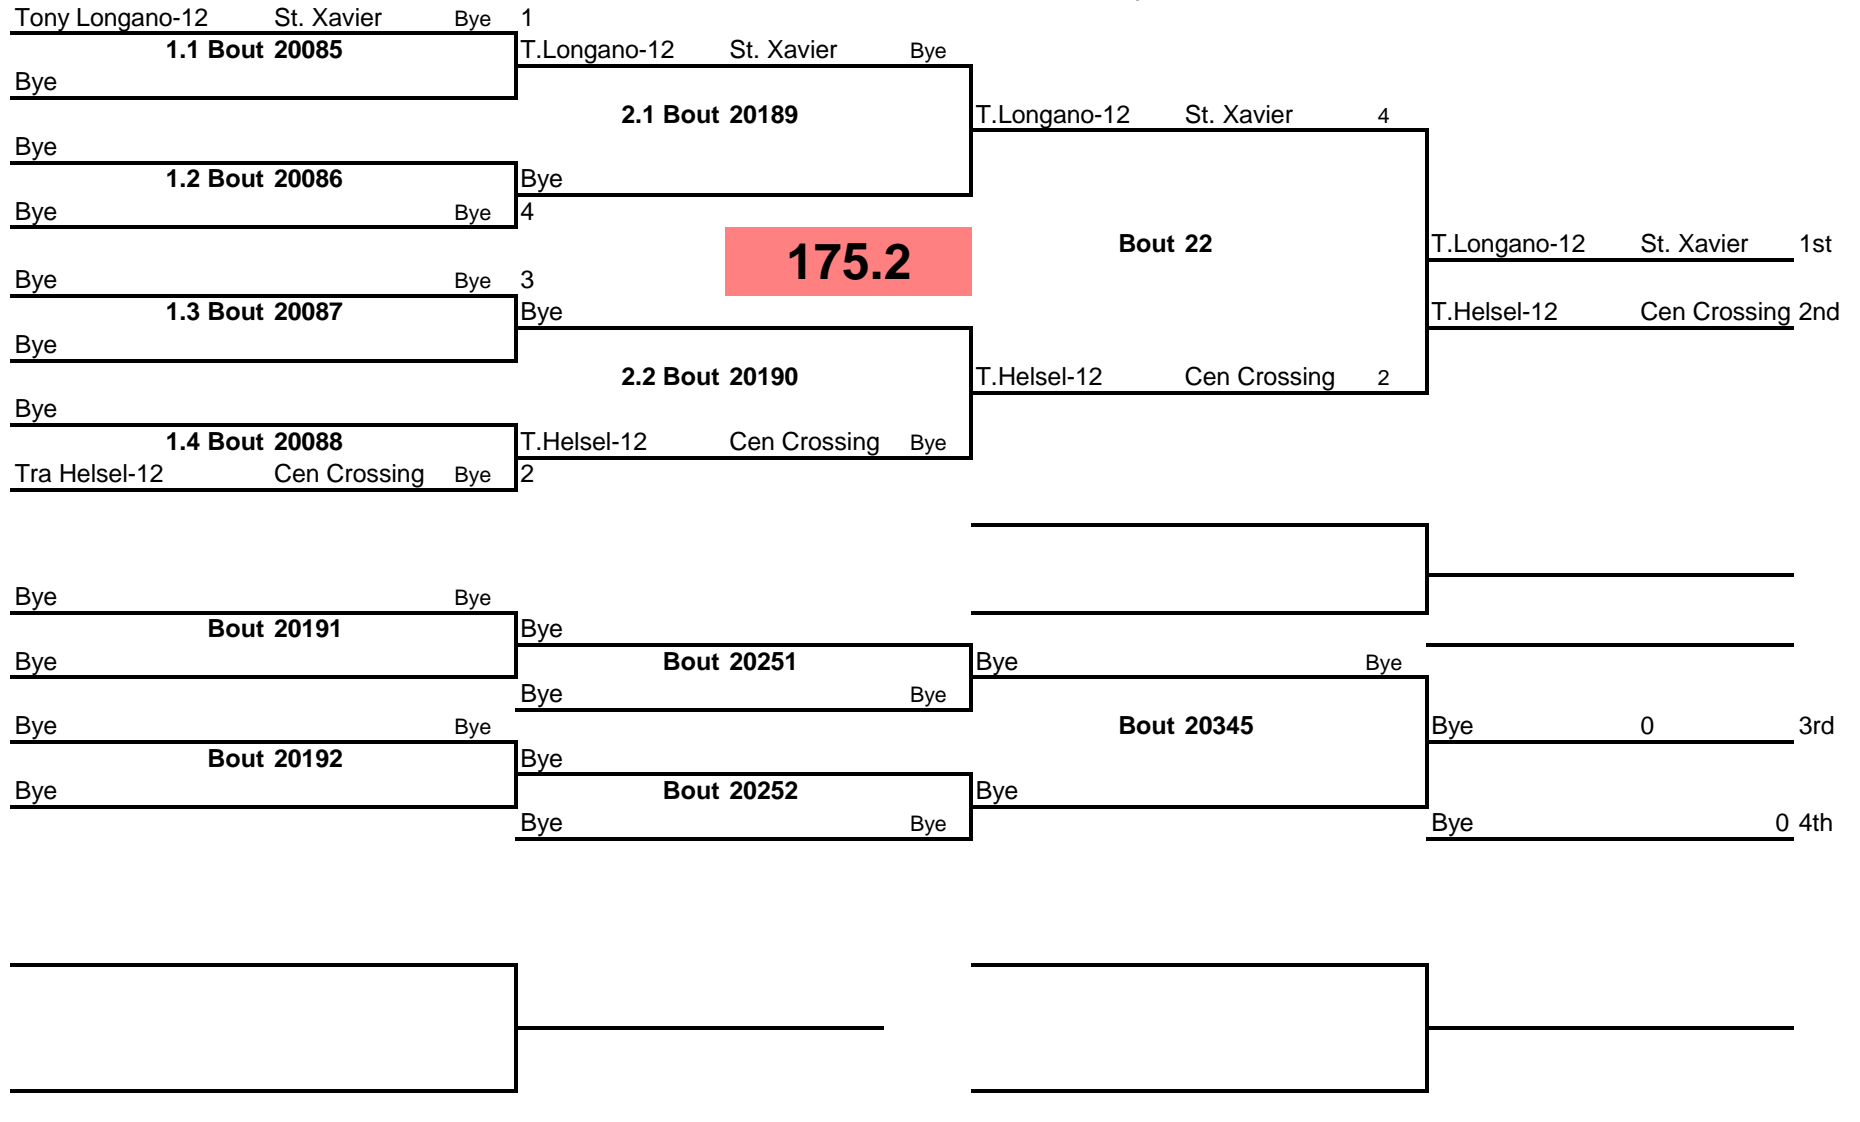 Tony Longano-12 St. Xavier Bye 1
1.1 Bout 20085 T.Longano-12 St. Xavier Bye
Bye
2.1 Bout 20189 T.Longano-12 St. Xavier 4
Bye
1.2 Bout 20086 Bye
Bye Bye 4
175.2 Bout 22 T.Longano-12 St. Xavier 1st
Bye Bye 3
1.3 Bout 20087 Bye T.Helsel-12 Cen Crossing 2nd
Bye
2.2 Bout 20190 T.Helsel-12 Cen Crossing 2
Bye
1.4 Bout 20088 T.Helsel-12 Cen Crossing Bye
Tra Helsel-12 Cen Crossing Bye 2
Bye Bye
Bout 20191 Bye
Bye Bout 20251 Bye Bye
Bye Bye
Bye Bye Bout 20345 Bye 0 3rd
Bout 20192 Bye
Bye Bout 20252 Bye
Bye Bye Bye 0 4th